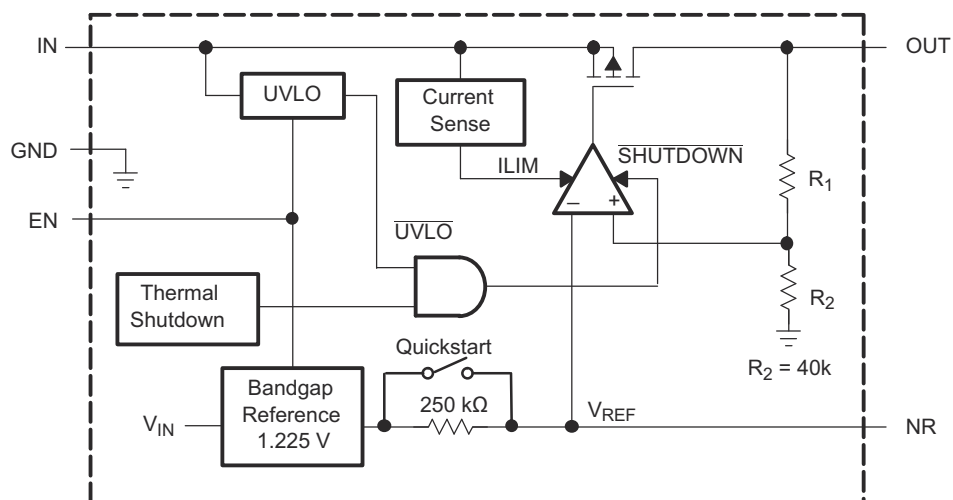 IN
OUT
UVLO
Current
Sense
GND
ILIM
SHUTDOWN
R1
− +
EN
UVLO
Thermal
Shutdown
R2
Quickstart
R2 = 40k
Bandgap
Reference
1.225 V
250 kΩ
VIN
VREF
NR